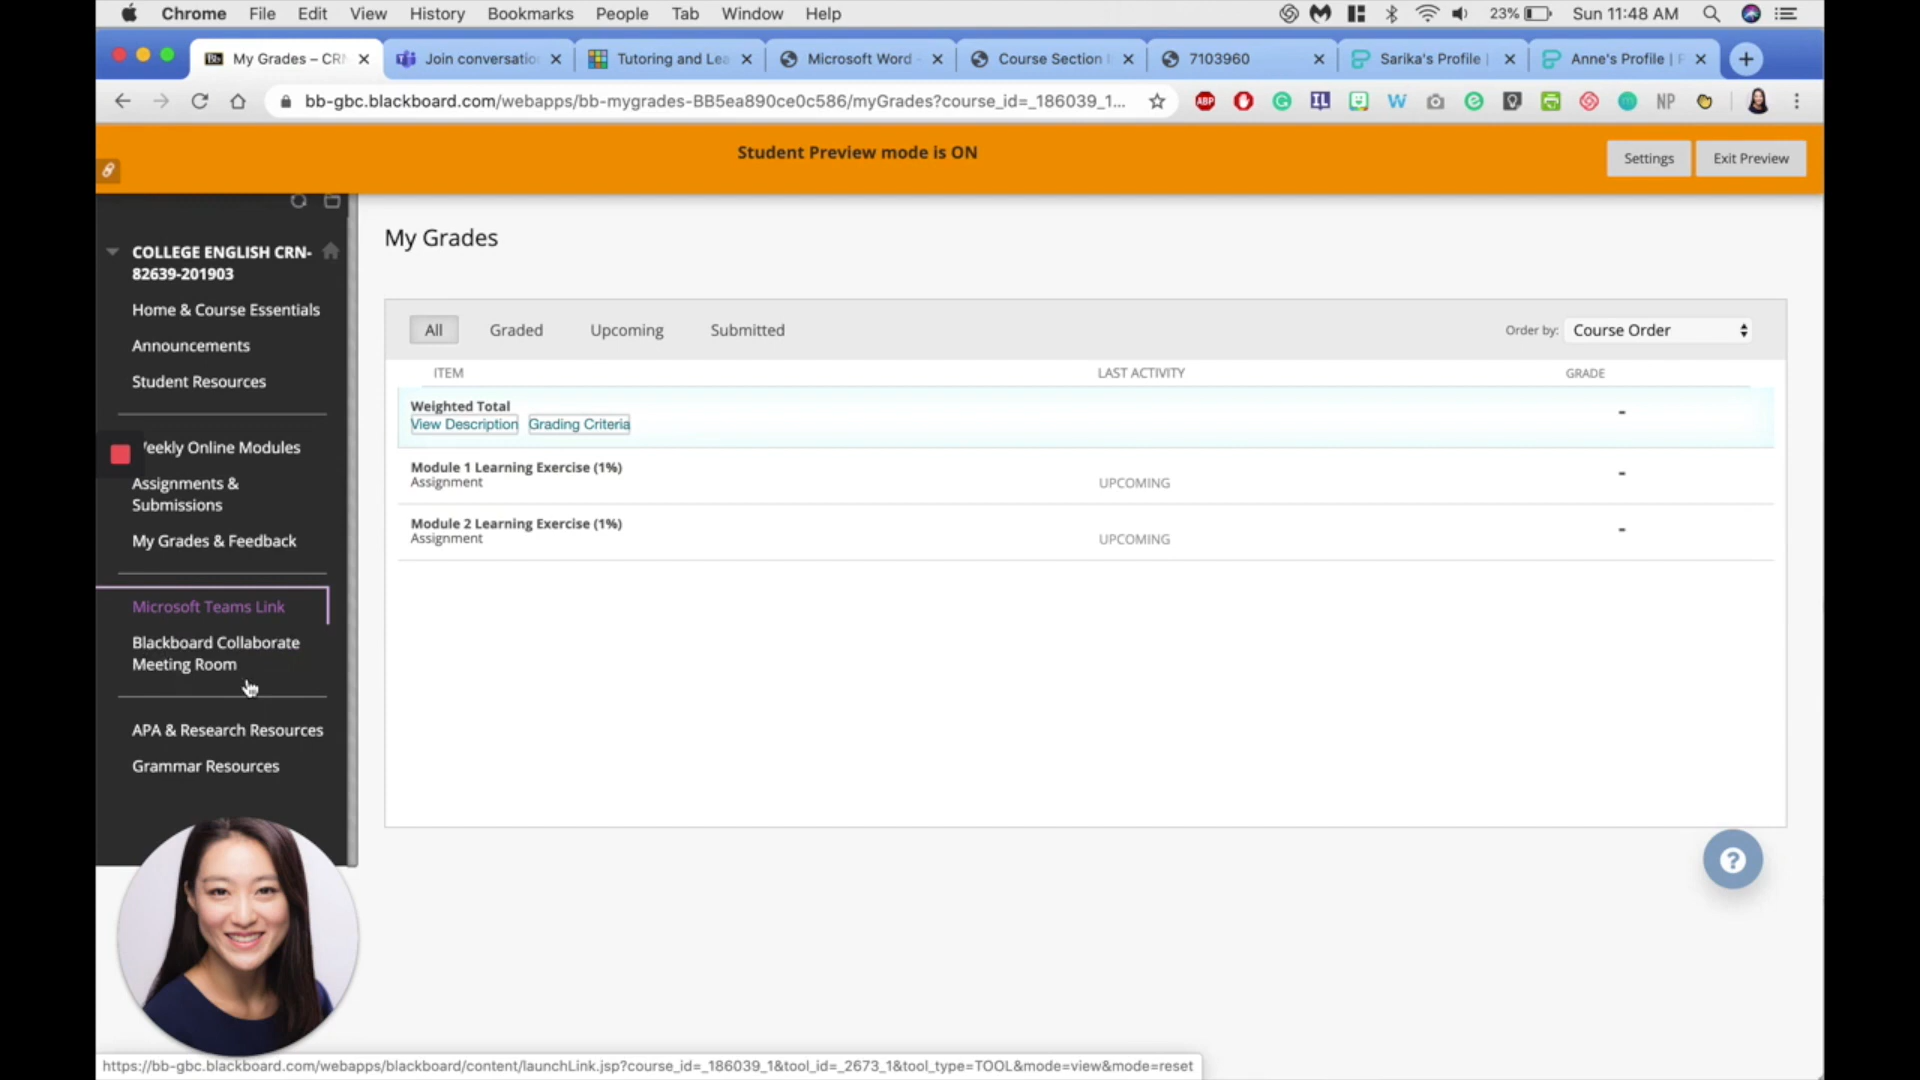 Chrome File Edit View History Bookmarks People Tab Window Help 23% Sun 11:48 AM
My Grades – CR Join conversatio Tutoring and Le Microsoft Word Course Section 7103960 Sarika's Profile | Anne's Profile |
bb-gbc.blackboard.com/webapps/bb-mygrades-BB5ea890ce0c586/myGrades?course_id=_186039_1... ABP IL W NP
Student Preview mode is ON
Settings Exit Preview
COLLEGE ENGLISH CRN-
82639-201903
Home & Course Essentials
Announcements
Student Resources
eekly Online Modules
Assignments &
Submissions
My Grades & Feedback
Microsoft Teams Link
Blackboard Collaborate
Meeting Room
APA & Research Resources
Grammar Resources
My Grades
All Graded Upcoming Submitted Order by: Course Order
ITEM LAST ACTIVITY GRADE
Weighted Total -
View Description Grading Criteria
Module 1 Learning Exercise (1%) -
Assignment UPCOMING
Module 2 Learning Exercise (1%) -
Assignment UPCOMING
?
https://bb-gbc.blackboard.com/webapps/blackboard/content/launchLink.jsp?course_id=_186039_1&tool_id=_2673_1&tool_type=TOOL&mode=view&mode=reset